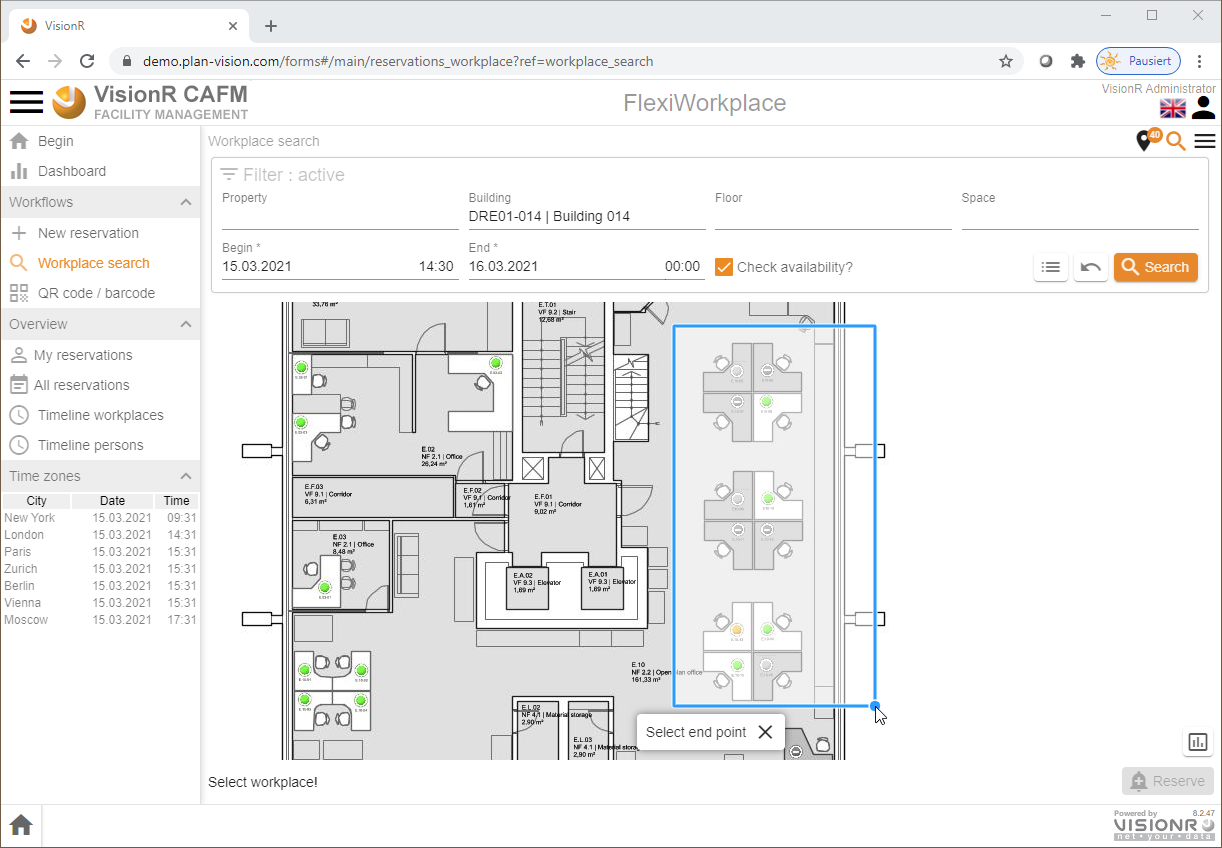 VisionR
demo.plan-vision.com/forms#/main/reservations_workplace?ref=workplace_search
Pausiert
VisionR CAFM
FACILITY MANAGEMENT
FlexiWorkplace
VisionR Administrator
Begin
Dashboard
Workflows
New reservation
Workplace search
QR code / barcode
Overview
My reservations
All reservations
Timeline workplaces
Timeline persons
Time zones
City Date Time
New York 15.03.2021 09:31
London 15.03.2021 14:31
Paris 15.03.2021 15:31
Zurich 15.03.2021 15:31
Berlin 15.03.2021 15:31
Vienna 15.03.2021 15:31
Moscow 15.03.2021 17:31
Workplace search
40
Filter : active
Property
Building
DRE01-014 | Building 014
Floor
Space
Begin *
15.03.2021 14:30
End *
16.03.2021 00:00
Check availability?
Search
33,76 m²
E.T.01
VF 9.2 | Stair
12,68 m²
E.02
NF 2.1 | Office
26,24 m²
E.F.03
VF 9.1 | Corridor
6,31 m²
E.F.02
VF 9.1 | Corridor
1,61 m²
E.F.01
VF 9.1 | Corridor
9,02 m²
E.03
NF 2.1 | Office
8,48 m²
E.A.02
VF 9.3 | Elevator
1,69 m²
E.A.01
VF 9.3 | Elevator
1,69 m²
E.10
NF 2.2 | Open plan office
161,33 m²
E.L.02
NF 4.1 | Material storage
2,90 m²
E.L.03
NF 4.1 | Material storage
2,90 m²
Select end point
Select workplace!
Reserve
Powered by 8.2.47
VISIONR
net • your • data